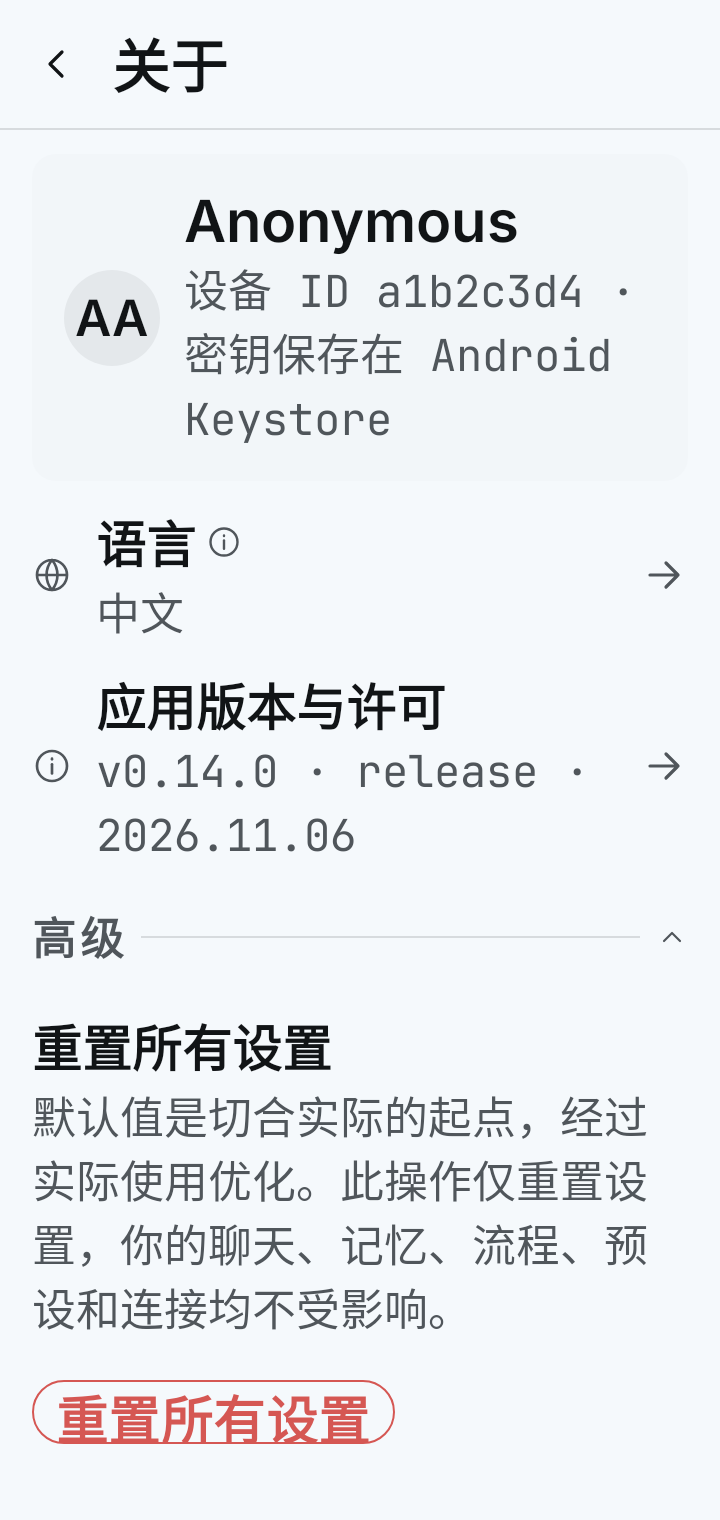 关于
AA
Anonymous
设备 ID a1b2c3d4 ·
密钥保存在 Android
Keystore
语言
中文
应用版本与许可
v0.14.0 · release ·
2026.11.06
高级
重置所有设置
默认值是切合实际的起点，经过
实际使用优化。此操作仅重置设
置，你的聊天、记忆、流程、预
设和连接均不受影响。
重置所有设置